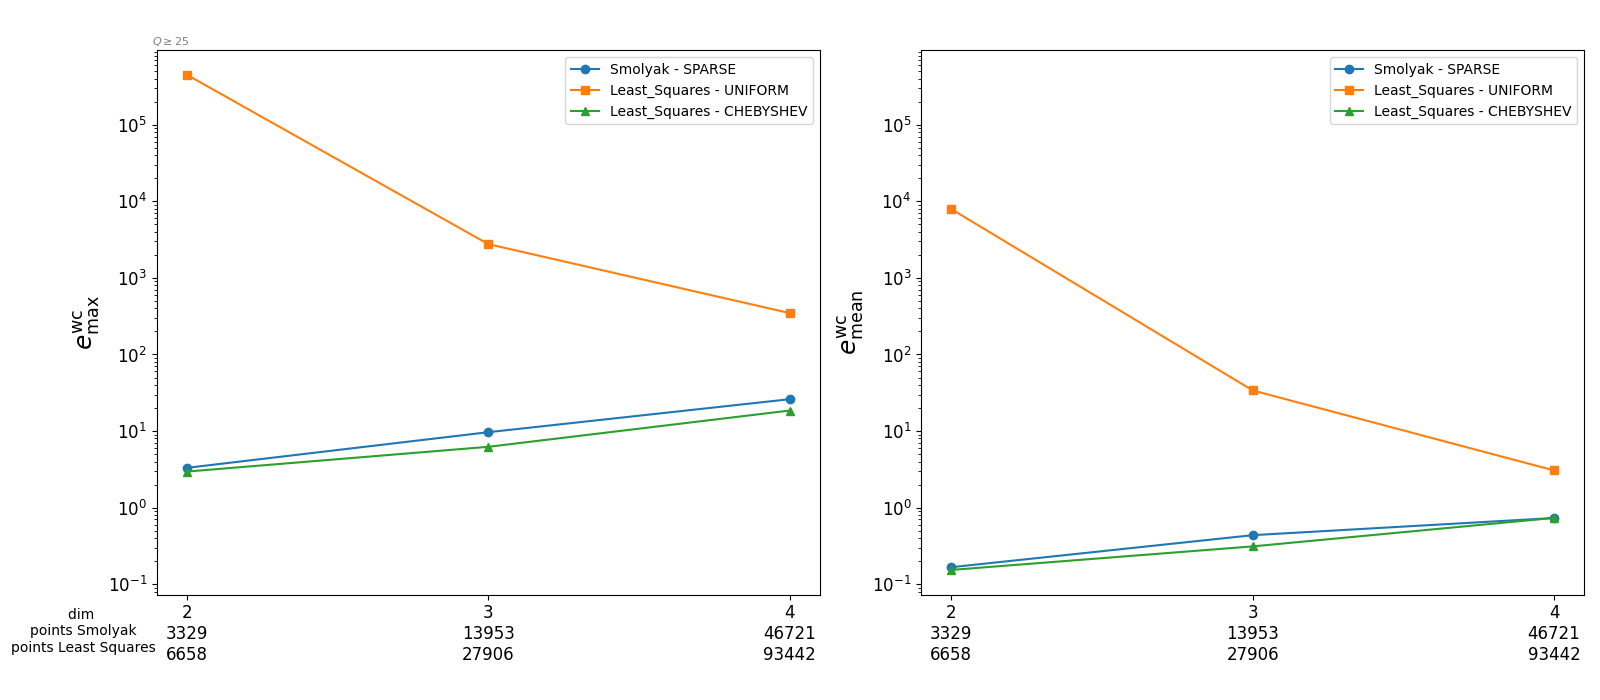 Q ≥ 25
Smolyak - SPARSE
Least_Squares - UNIFORM
Least_Squares - CHEBYSHEV
10^5
10^4
10^3
10^2
10^1
10^0
10^−1
e^wc_max
2
3
4
3329
13953
46721
6658
27906
93442
dim
points Smolyak
points Least Squares
Smolyak - SPARSE
Least_Squares - UNIFORM
Least_Squares - CHEBYSHEV
10^5
10^4
10^3
10^2
10^1
10^0
10^−1
e^wc_mean
2
3
4
3329
13953
46721
6658
27906
93442